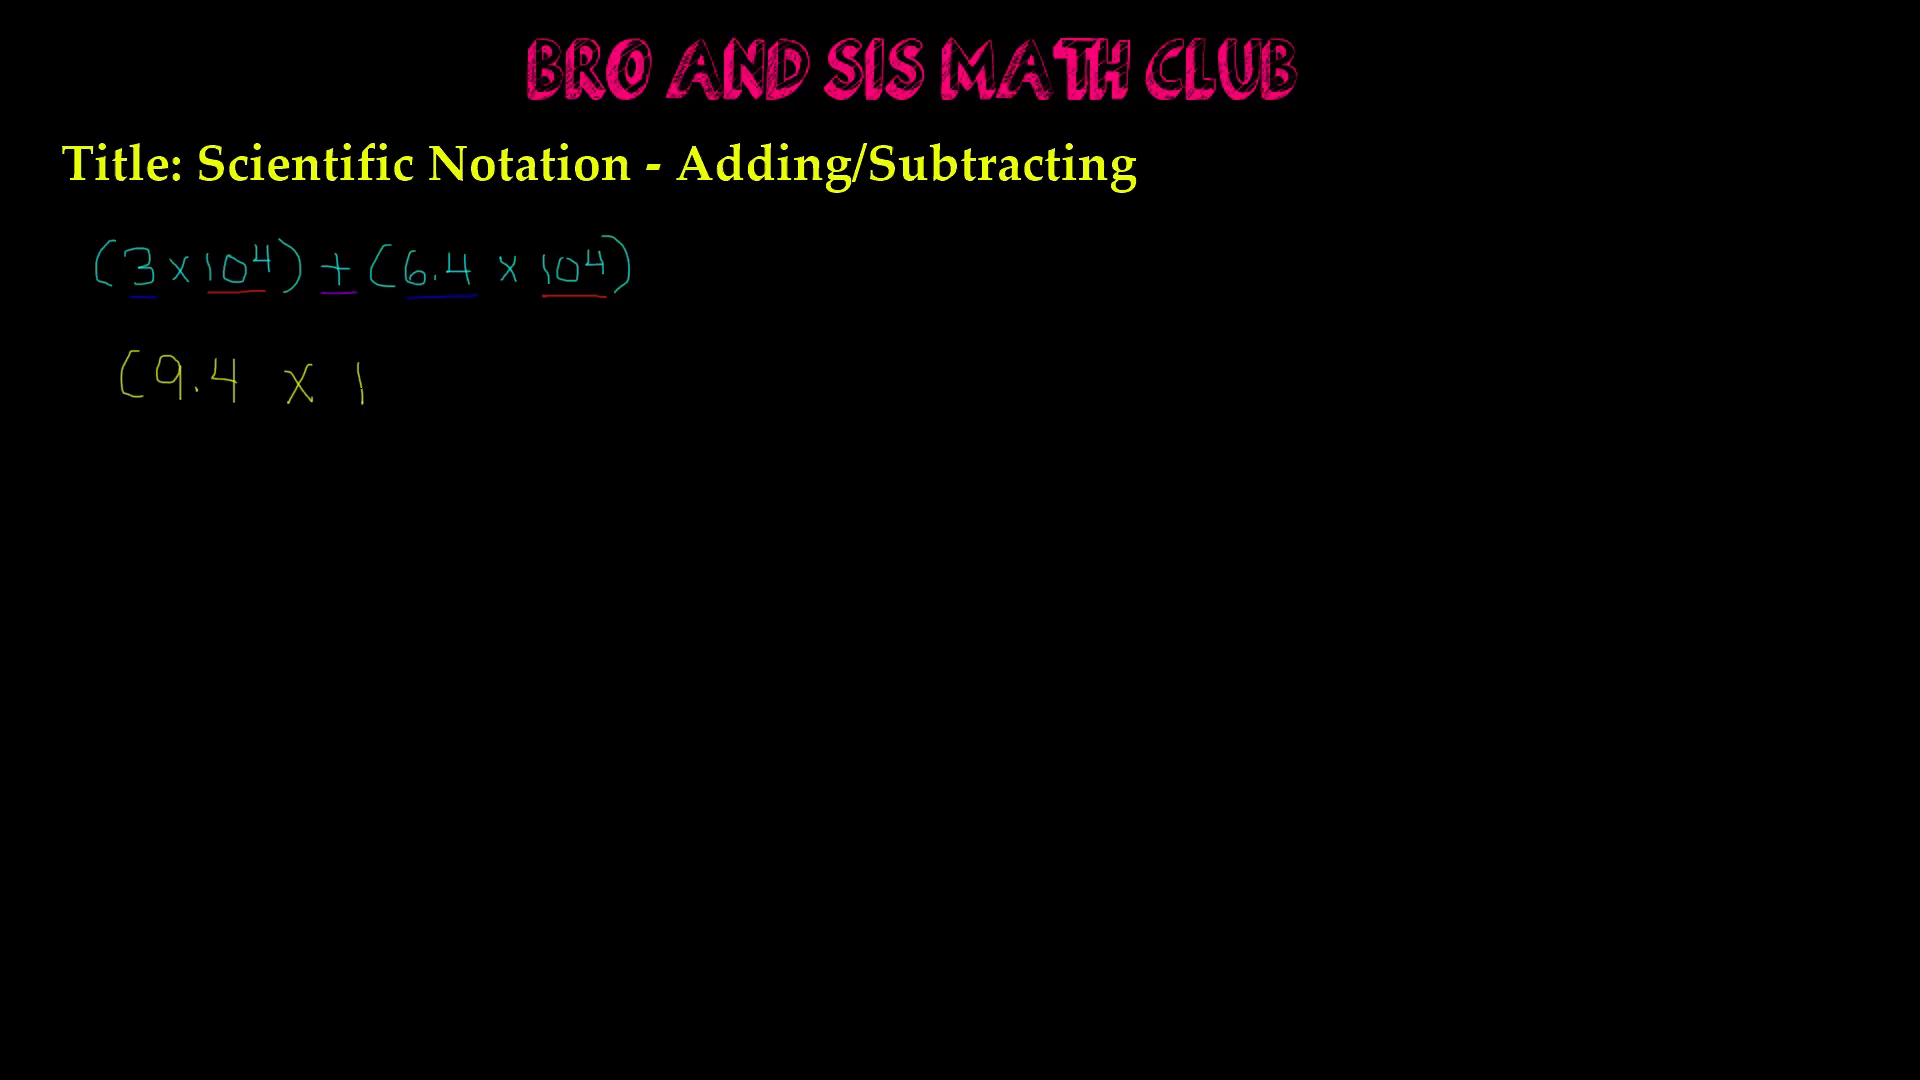 BRO AND SIS MATH CLUB
Title: Scientific Notation - Adding/Subtracting
(3 x 10⁴) + (6.4 x 10⁴)
(9.4 x 1